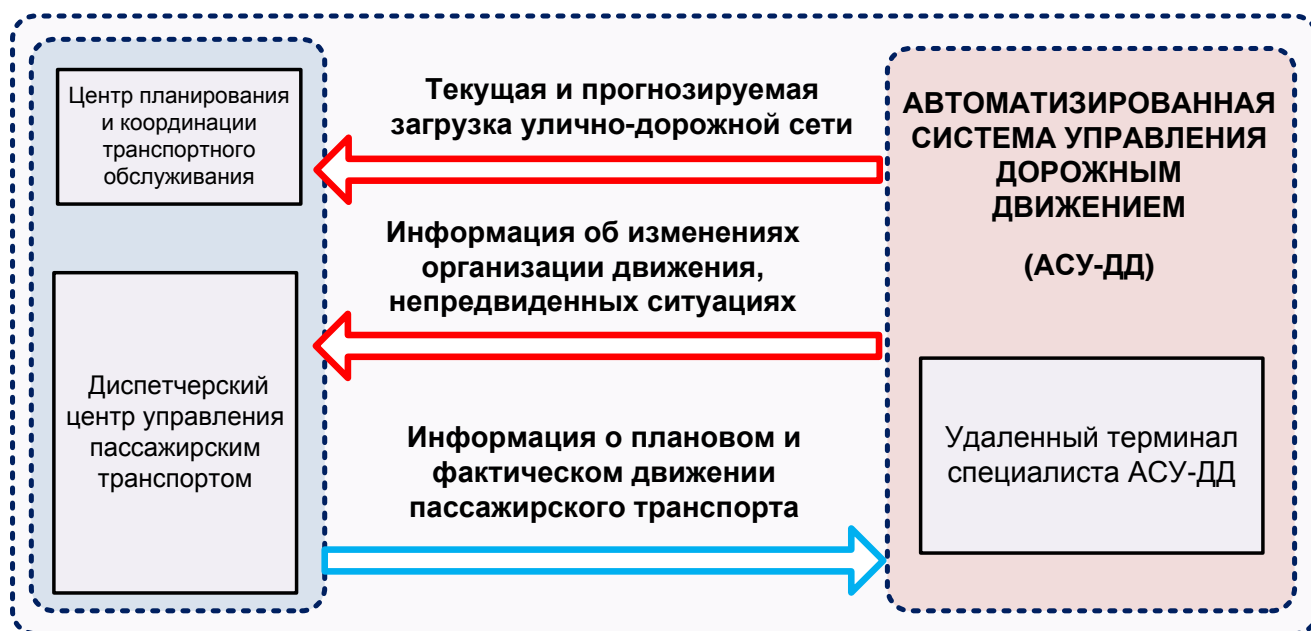 Центр планирования
и координации
транспортного
обслуживания
Диспетчерский
центр управления
пассажирским
транспортом
Текущая и прогнозируемая
загрузка улично-дорожной сети
Информация об изменениях
организации движения,
непредвиденных ситуациях
Информация о плановом и
фактическом движении
пассажирского транспорта
АВТОМАТИЗИРОВАННАЯ
СИСТЕМА УПРАВЛЕНИЯ
ДОРОЖНЫМ
ДВИЖЕНИЕМ
(АСУ-ДД)
Удаленный терминал
специалиста АСУ-ДД